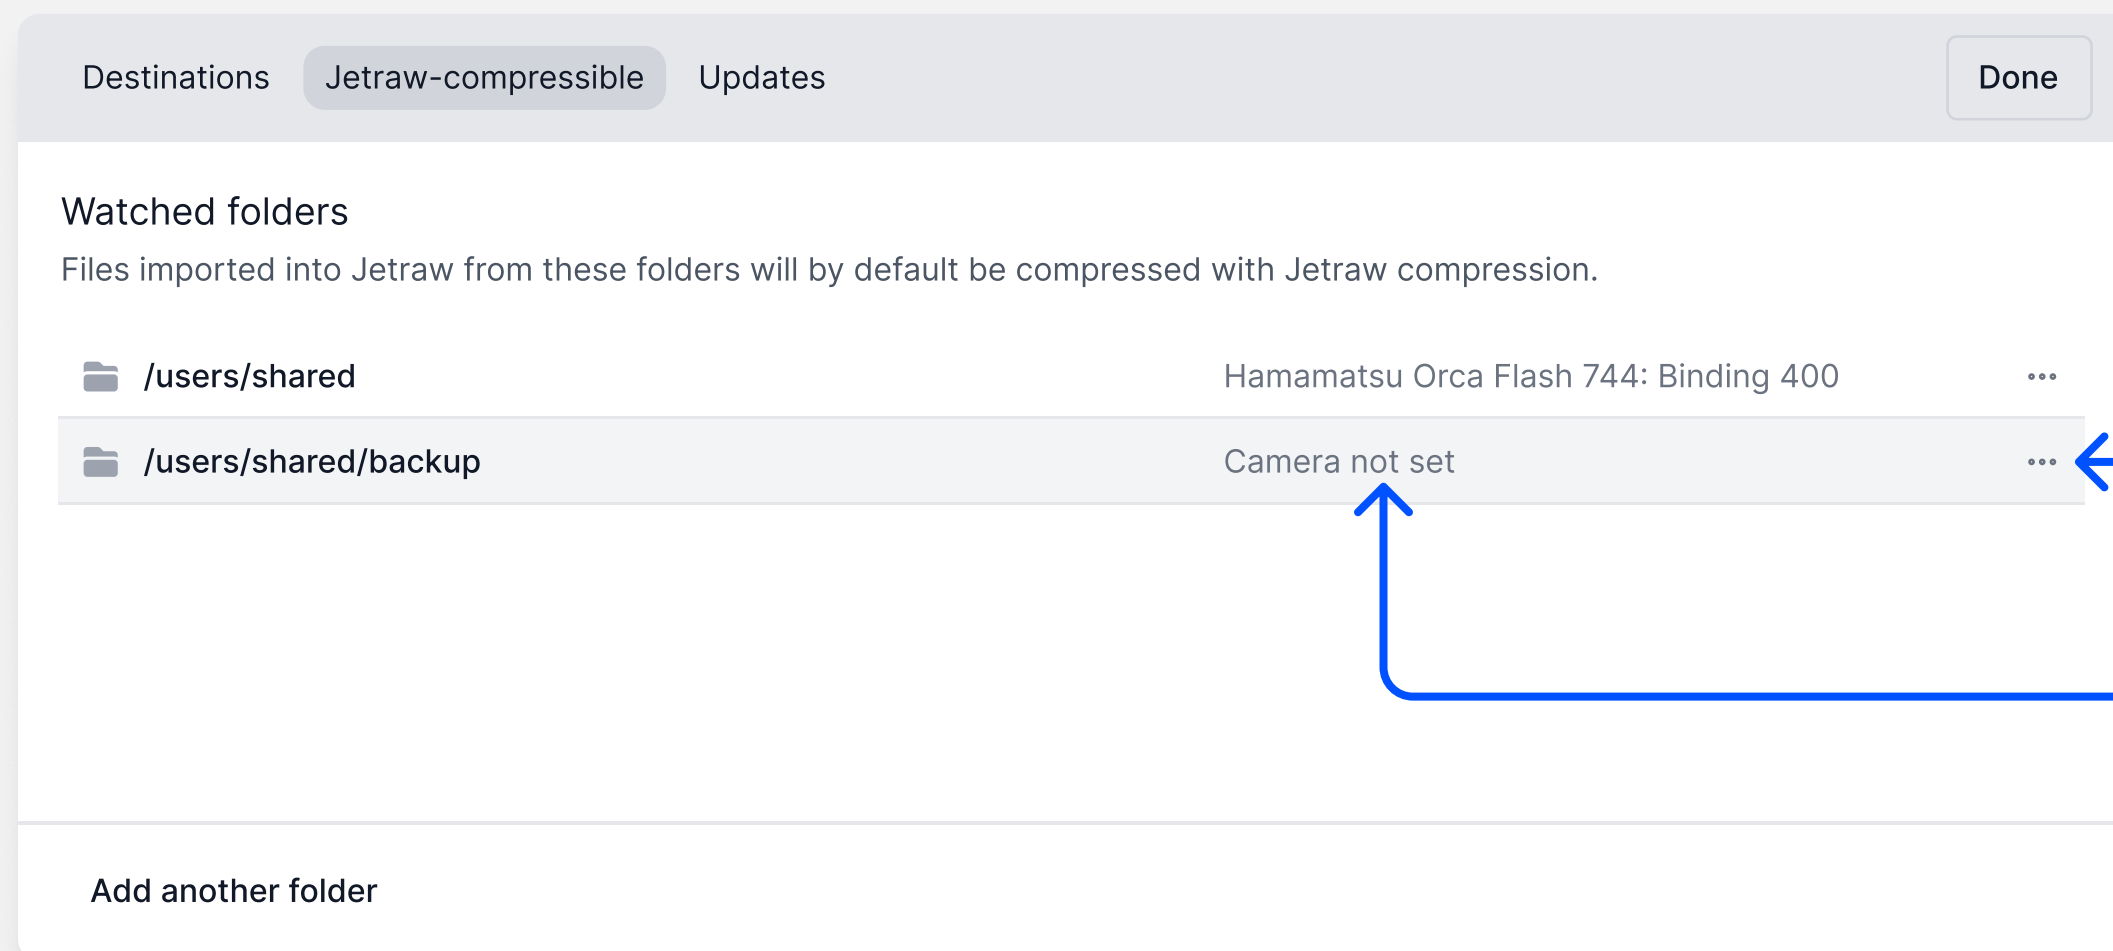 Destinations Jetraw-compressible Updates Done
Watched folders
Files imported into Jetraw from these folders will by default be compressed with Jetraw compression.
/users/shared Hamamatsu Orca Flash 744: Binding 400
/users/shared/backup Camera not set
Add another folder